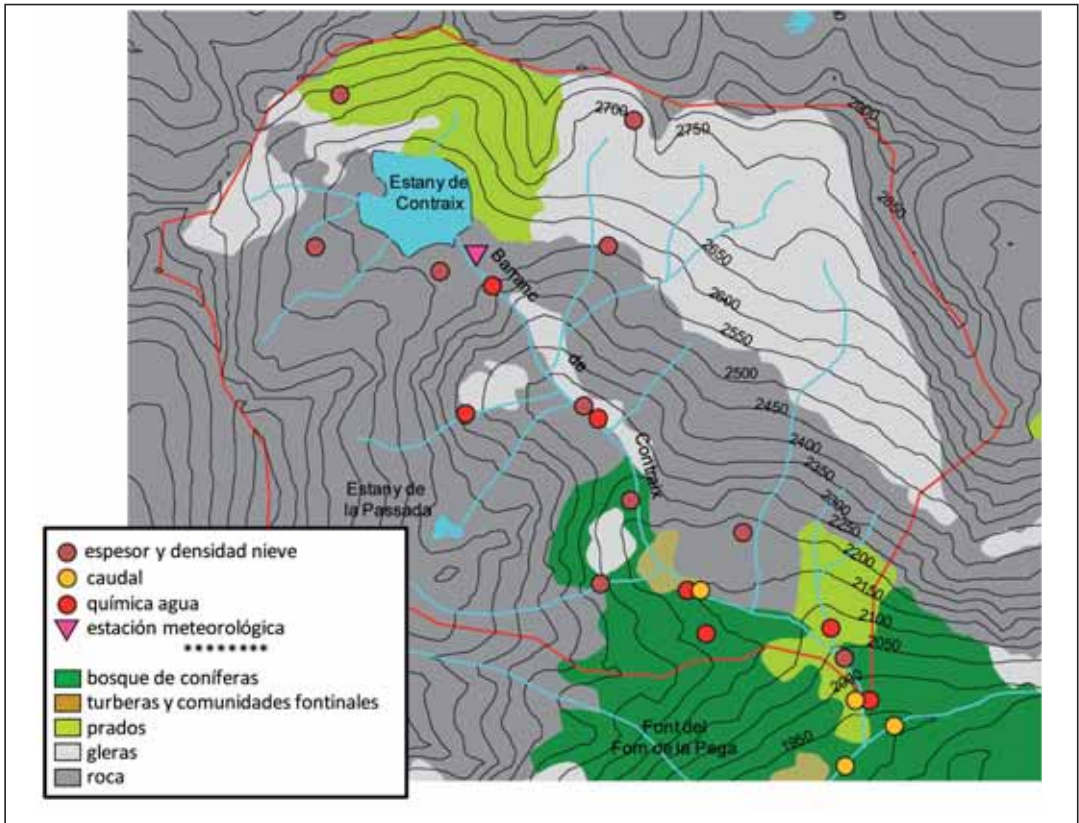 2700
2750
2900
2850
Estany de
Contraix
Barranc
de
Contraix
2650
2600
2550
2500
2450
2400
2350
2300
2250
2200
2150
2100
2050
2000
1950
Estany de
la Passada
Font del
Forn de la Pega
espesor y densidad nieve
caudal
química agua
estación meteorológica
bosque de coníferas
turberas y comunidades fontinales
prados
gleras
roca